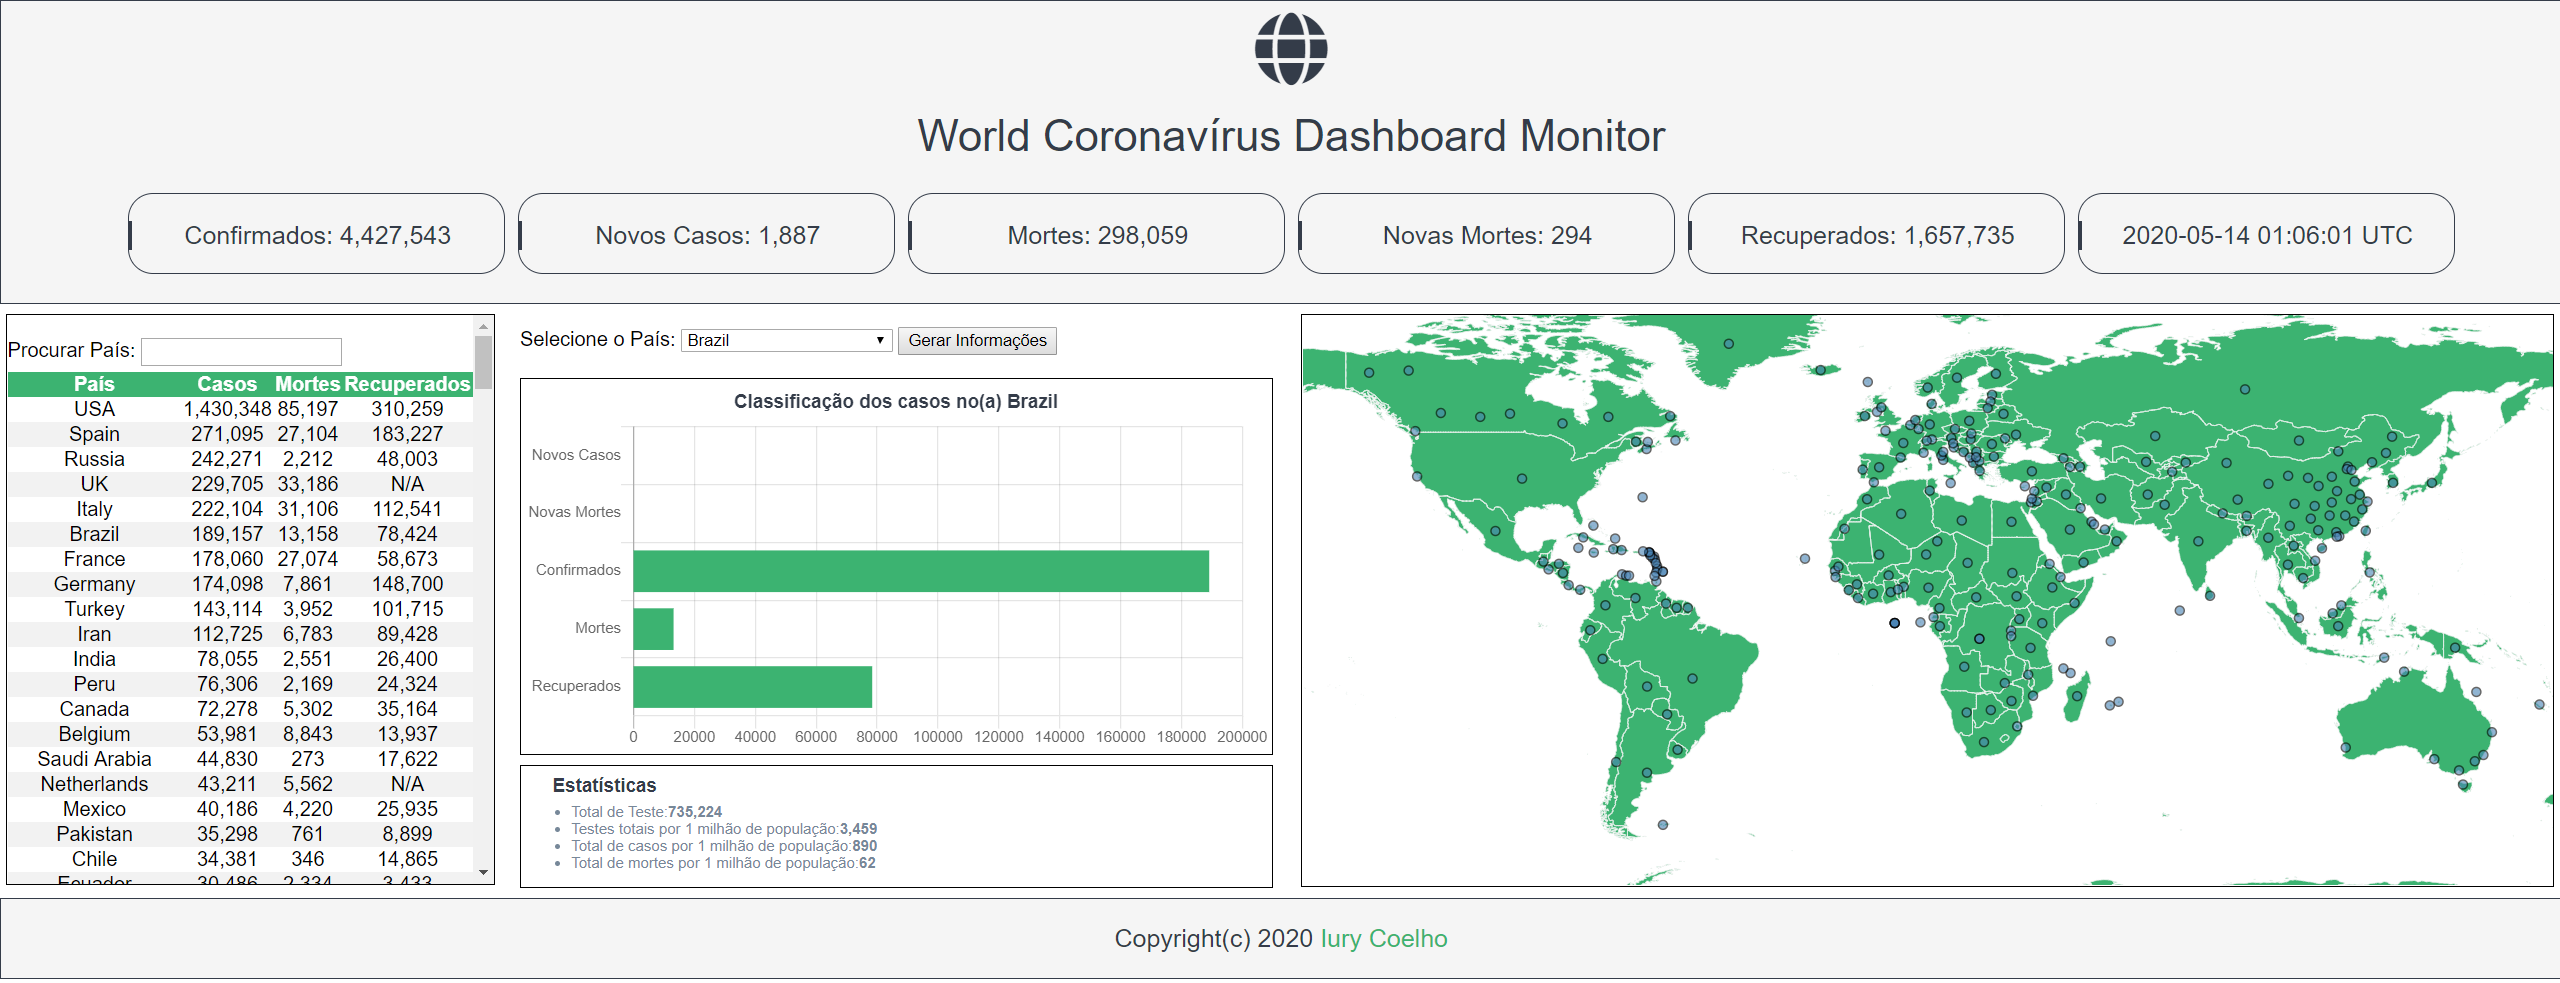 World Coronavírus Dashboard Monitor
Confirmados: 4,427,543
Novos Casos: 1,887
Mortes: 298,059
Novas Mortes: 294
Recuperados: 1,657,735
2020-05-14 01:06:01 UTC
Procurar País:
País Casos Mortes Recuperados
USA 1,430,348 85,197 310,259
Spain 271,095 27,104 183,227
Russia 242,271 2,212 48,003
UK 229,705 33,186 N/A
Italy 222,104 31,106 112,541
Brazil 189,157 13,158 78,424
France 178,060 27,074 58,673
Germany 174,098 7,861 148,700
Turkey 143,114 3,952 101,715
Iran 112,725 6,783 89,428
India 78,055 2,551 26,400
Peru 76,306 2,169 24,324
Canada 72,278 5,302 35,164
Belgium 53,981 8,843 13,937
Saudi Arabia 44,830 273 17,622
Netherlands 43,211 5,562 N/A
Mexico 40,186 4,220 25,935
Pakistan 35,298 761 8,899
Chile 34,381 346 14,865
Ecuador 30,486 2,334 3,433
Selecione o País: Brazil Gerar Informações
Classificação dos casos no(a) Brazil
Novos Casos
Novas Mortes
Confirmados
Mortes
Recuperados
0 20000 40000 60000 80000 100000 120000 140000 160000 180000 200000
Estatísticas
• Total de Teste:735,224
• Testes totais por 1 milhão de população:3,459
• Total de casos por 1 milhão de população:890
• Total de mortes por 1 milhão de população:62
Copyright(c) 2020 Iury Coelho